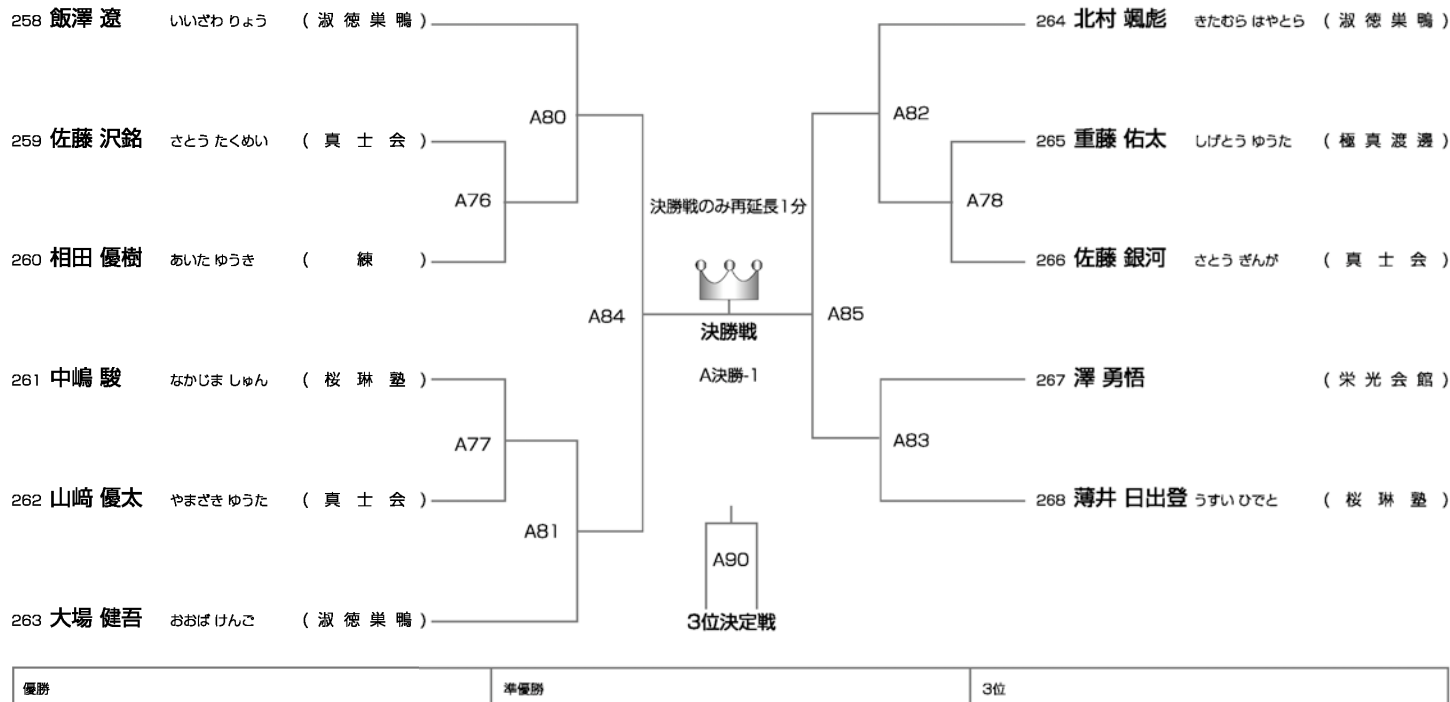 258 飯澤 遼 いいざわ りょう (淑徳巣鴨)
259 佐藤 沢銘 さとう たくめい (真士会)
260 相田 優樹 あいた ゆうき (練)
261 中嶋 駿 なかじま しゅん (桜琳塾)
262 山﨑 優太 やまざき ゆうた (真士会)
263 大場 健吾 おおば けんご (淑徳巣鴨)
A80
A76
A84
A77
A81
決勝戦のみ再延長1分
決勝戦
A決勝-1
A90
3位決定戦
A82
A78
A85
A83
264 北村 颯彪 きたむら はやとら (淑徳巣鴨)
265 重藤 佑太 しげとう ゆうた (極真渡邊)
266 佐藤 銀河 さとう ぎんが (真士会)
267 澤 勇悟 (栄光会館)
268 薄井 日出登 うすい ひでと (桜琳塾)
優勝
準優勝
3位